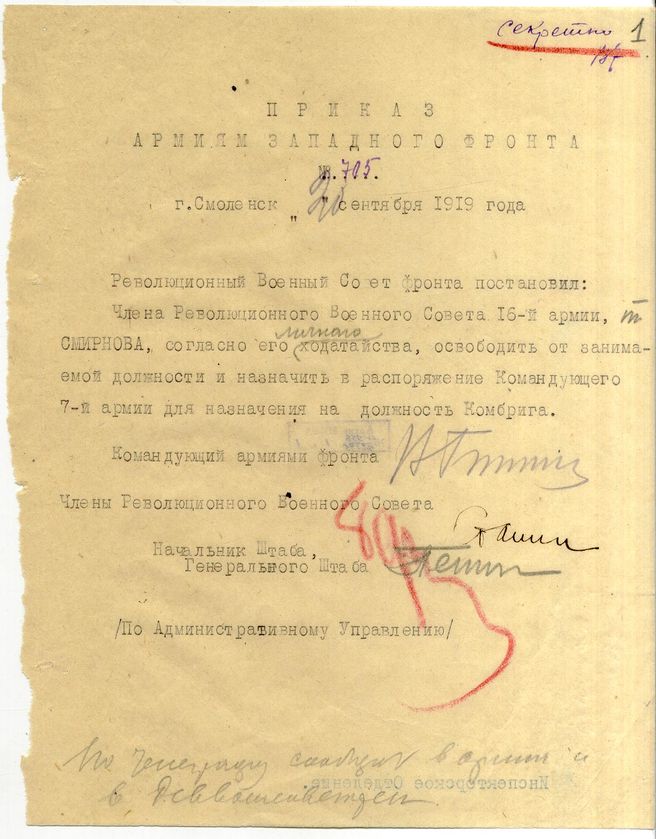 секретно 1
ПРИКАЗ
АРМИЯМ ЗАПАДНОГО ФРОНТА
№.705.
г.Смоленск "20" сентября 1919 года
Революционный Военный Совет фронта постановил:
Члена Революционного Военного Совета 16-й армии, т
личного
СМИРНОВА, согласно его ходатайства, освободить от занима-
емой должности и назначить в распоряжение Командующего
7-й армии для назначения на должность Комбрига.
Командующий армиями фронта
Члены Революционного Военного Совета
Начальник Штаба,
Генерального Штаба
/По Административному Управлению/
По телеграфу в армии и
Инспекторское Отделение
в